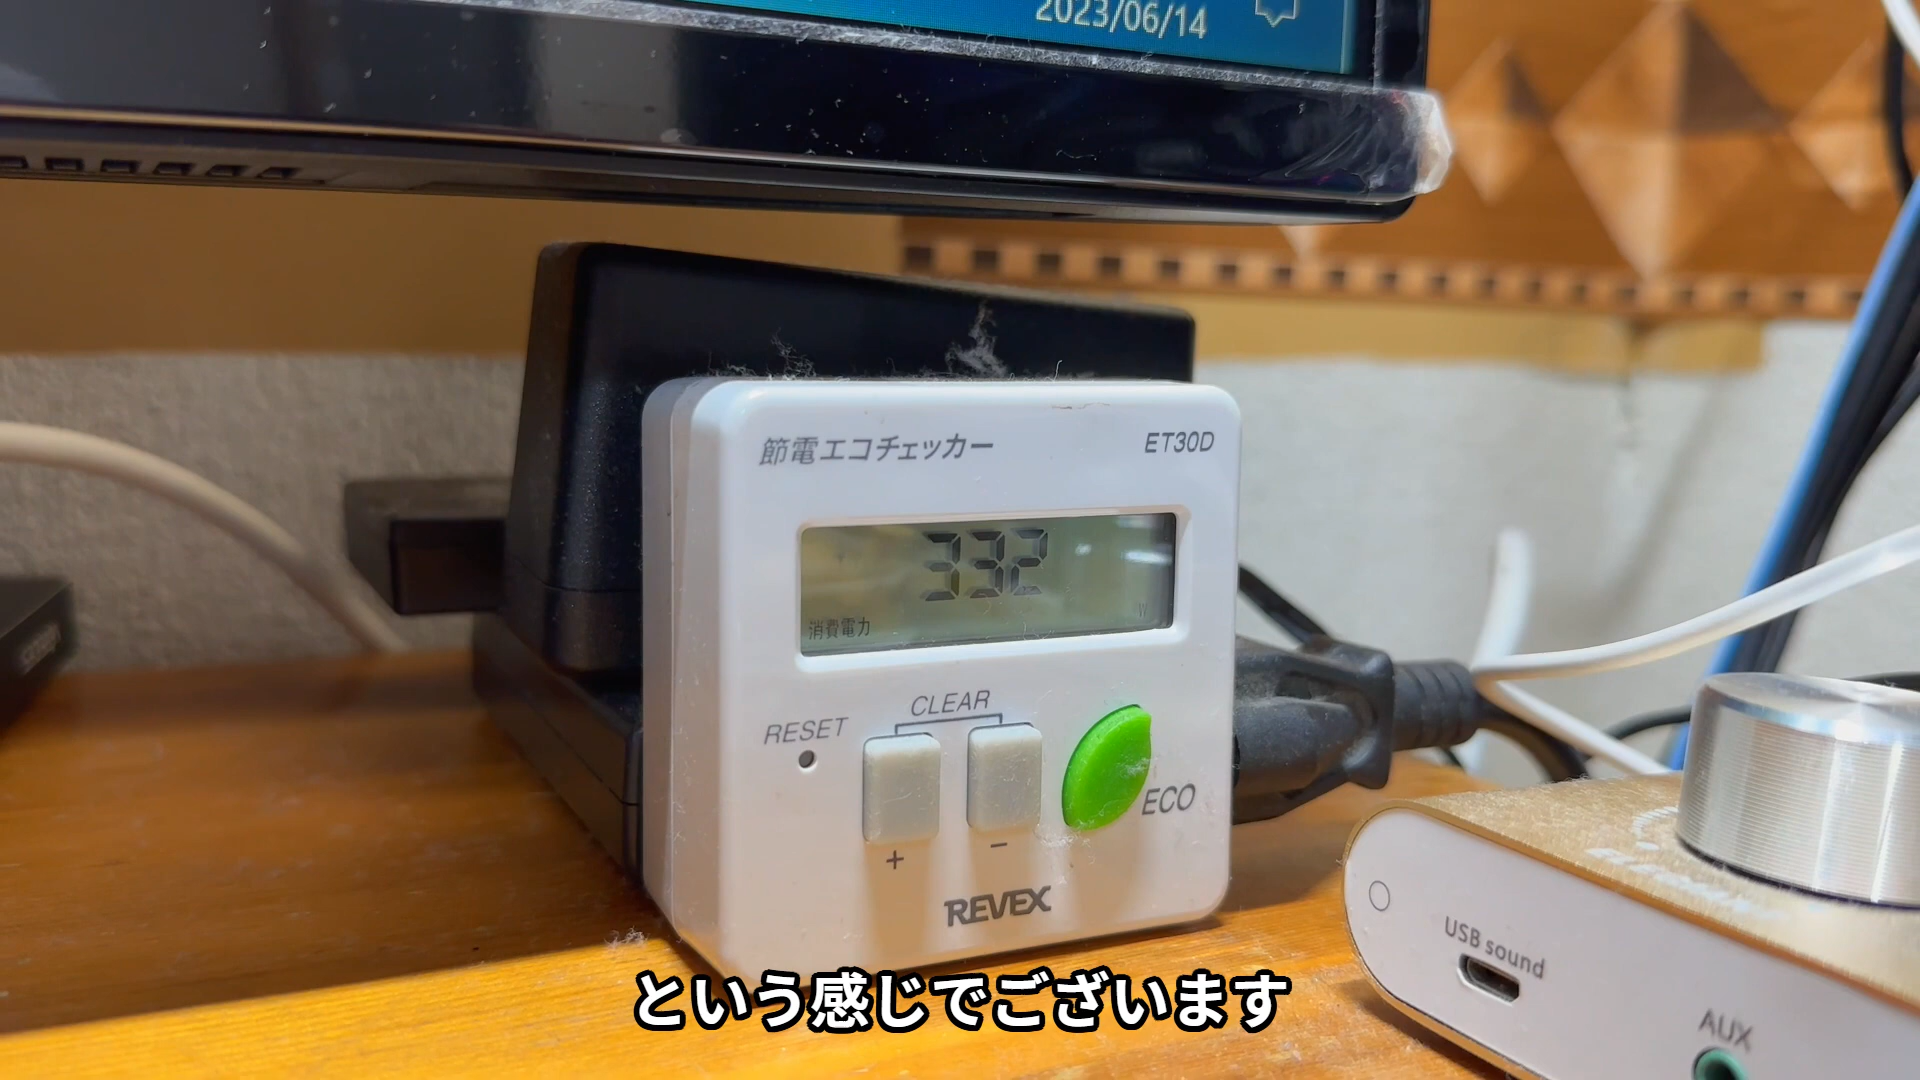 2023/06/14
節電エコチェッカー
ET30D
332
消費電力
W
CLEAR
RESET
+
-
ECO
REVEX
USB sound
AUX
という感じでございます